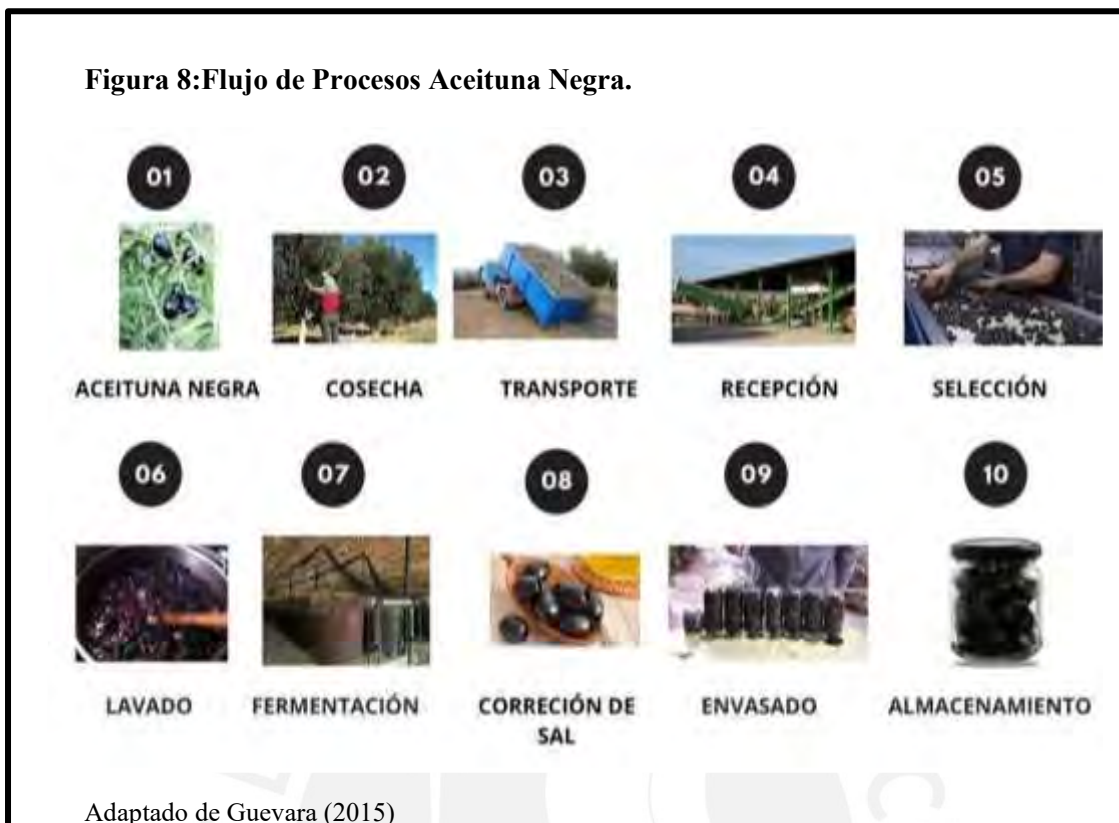 Figura 8:Flujo de Procesos Aceituna Negra.
01 02 03 04 05
ACEITUNA NEGRA COSECHA TRANSPORTE RECEPCIÓN SELECCIÓN
06 07 08 09 10
LAVADO FERMENTACIÓN CORRECIÓN DE SAL ENVASADO ALMACENAMIENTO
Adaptado de Guevara (2015)